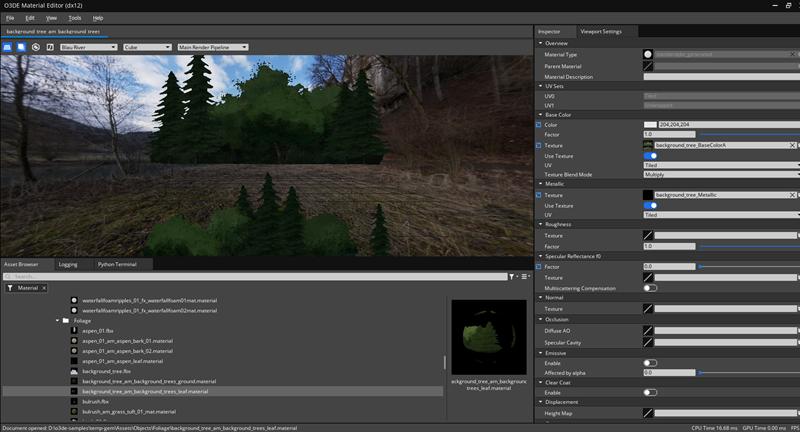 O3DE Material Editor (dx12)
File Edit View Tools Help
background_tree_am_background_trees
Blau River Cube Main Render Pipeline
Asset Browser Logging Python Terminal
Search...
Material
waterfallfoamripples_01_fx_waterfallfoam01mat.material
waterfallfoamripples_01_fx_waterfallfoam02mat.material
Foliage
aspen_01.fbx
aspen_01_am_aspen_bark_01.material
aspen_01_am_aspen_bark_02.material
aspen_01_am_aspen_leaf.material
background_tree.fbx
background_tree_am_background_trees_ground.material
background_tree_am_background_trees_leaf.material
bulrush.fbx
bulrush_am_grass_tuft_01_mat.material
ackground_tree_am_background
trees_leaf.material
Inspector Viewport Settings
Overview
Material Type
Parent Material
Material Description
UV Sets
UV0 Tiled
UV1 Unwrapped
Base Color
Color 204,204,204
Factor 1.0
Texture background_tree_BaseColorA
Use Texture
UV Tiled
Texture Blend Mode Multiply
Metallic
Texture background_tree_Metallic
Use Texture
UV Tiled
Roughness
Texture
Factor 1.0
Specular Reflectance f0
Factor 0.0
Texture
Multiscattering Compensation
Normal
Texture
Occlusion
Diffuse AO
Specular Cavity
Emissive
Enable
Affected by alpha 0.0
Clear Coat
Enable
Displacement
Height Map
Document opened: D:\o3de-samples\temp-gem\Assets\Objects\Foliage\background_tree_am_background_trees_leaf.material
CPU Time 16.68 ms GPU Time 0.00 ms FPS